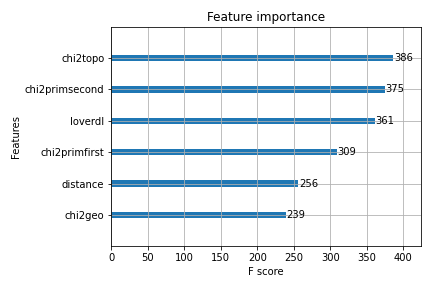 Feature importance
Features
chi2topo
386
chi2primsecond
375
loverdl
361
chi2primfirst
309
distance
256
chi2geo
239
0 50 100 150 200 250 300 350 400
F score